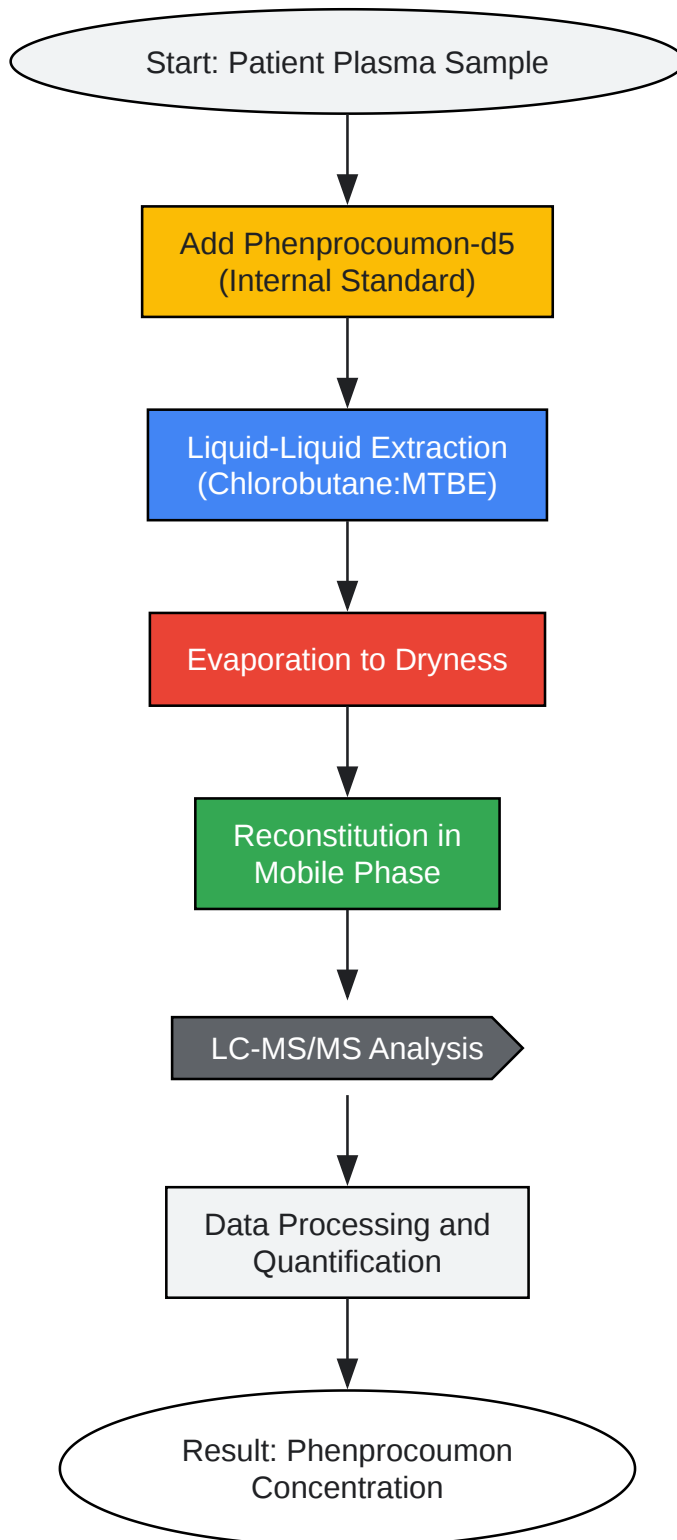 Start: Patient Plasma Sample
Add Phenprocoumon-d5
(Internal Standard)
Liquid-Liquid Extraction
(Chlorobutane:MTBE)
Evaporation to Dryness
Reconstitution in
Mobile Phase
LC-MS/MS Analysis
Data Processing and
Quantification
Result: Phenprocoumon
Concentration